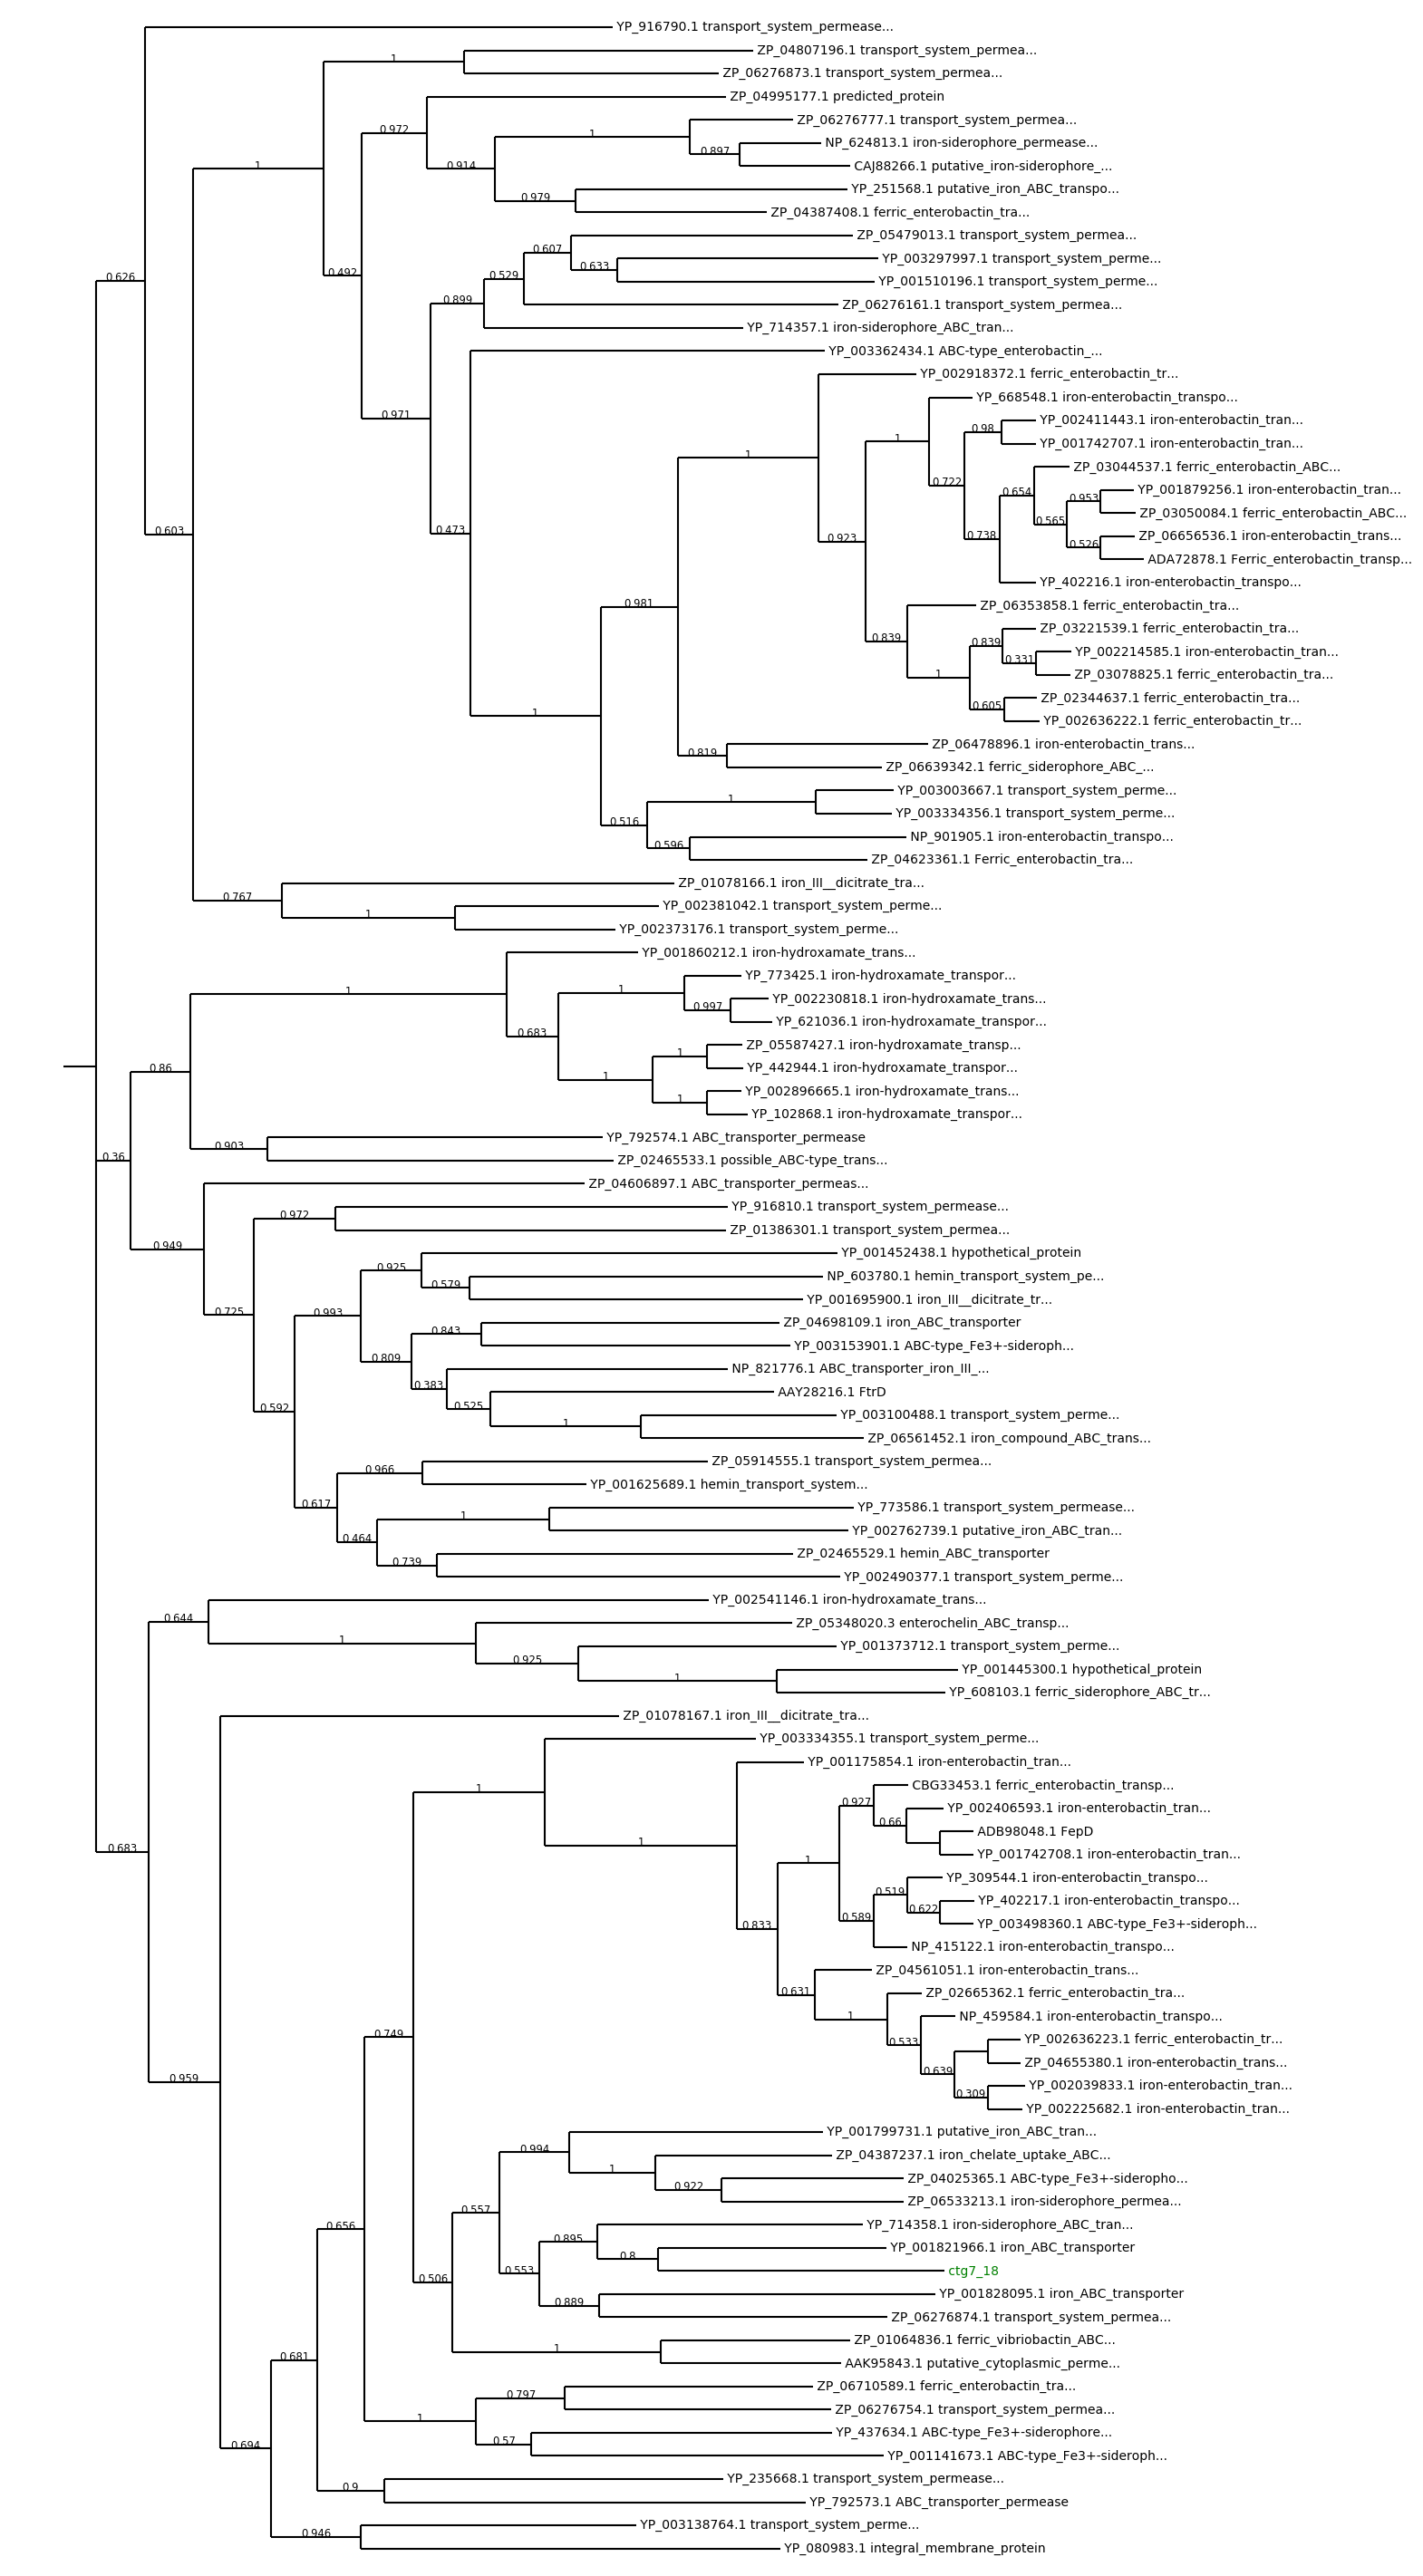 YP_916790.1 transport_system_permease...
ZP_04807196.1 transport_system_permea...
1
ZP_06276873.1 transport_system_permea...
ZP_04995177.1 predicted_protein
ZP_06276777.1 transport_system_permea...
0.972
1
NP_624813.1 iron-siderophore_permease...
0.897
CAJ88266.1 putative_iron-siderophore_...
1
0.914
YP_251568.1 putative_iron_ABC_transpo...
0.979
ZP_04387408.1 ferric_enterobactin_tra...
ZP_05479013.1 transport_system_permea...
0.607
YP_003297997.1 transport_system_perme...
0.633
0.626
0.492
0.529
YP_001510196.1 transport_system_perme...
0.899
ZP_06276161.1 transport_system_permea...
YP_714357.1 iron-siderophore_ABC_tran...
YP_003362434.1 ABC-type_enterobactin_...
YP_002918372.1 ferric_enterobactin_tr...
YP_668548.1 iron-enterobactin_transpo...
0.971
YP_002411443.1 iron-enterobactin_tran...
0.98
1
YP_001742707.1 iron-enterobactin_tran...
1
ZP_03044537.1 ferric_enterobactin_ABC...
0.722
0.654
YP_001879256.1 iron-enterobactin_tran...
0.953
ZP_03050084.1 ferric_enterobactin_ABC...
0.565
0.603
0.473
0.923
0.738
ZP_06656536.1 iron-enterobactin_trans...
0.526
ADA72878.1 Ferric_enterobactin_transp...
YP_402216.1 iron-enterobactin_transpo...
0.981
ZP_06353858.1 ferric_enterobactin_tra...
ZP_03221539.1 ferric_enterobactin_tra...
0.839
0.839
YP_002214585.1 iron-enterobactin_tran...
0.331
ZP_03078825.1 ferric_enterobactin_tra...
1
ZP_02344637.1 ferric_enterobactin_tra...
0.605
1
YP_002636222.1 ferric_enterobactin_tr...
ZP_06478896.1 iron-enterobactin_trans...
0.819
ZP_06639342.1 ferric_siderophore_ABC_...
YP_003003667.1 transport_system_perme...
1
YP_003334356.1 transport_system_perme...
0.516
NP_901905.1 iron-enterobactin_transpo...
0.596
ZP_04623361.1 Ferric_enterobactin_tra...
ZP_01078166.1 iron_III__dicitrate_tra...
0.767
YP_002381042.1 transport_system_perme...
1
YP_002373176.1 transport_system_perme...
YP_001860212.1 iron-hydroxamate_trans...
YP_773425.1 iron-hydroxamate_transpor...
1
1
YP_002230818.1 iron-hydroxamate_trans...
0.997
YP_621036.1 iron-hydroxamate_transpor...
0.683
ZP_05587427.1 iron-hydroxamate_transp...
1
0.86
YP_442944.1 iron-hydroxamate_transpor...
1
YP_002896665.1 iron-hydroxamate_trans...
1
YP_102868.1 iron-hydroxamate_transpor...
YP_792574.1 ABC_transporter_permease
0.903
0.36
ZP_02465533.1 possible_ABC-type_trans...
ZP_04606897.1 ABC_transporter_permeas...
YP_916810.1 transport_system_permease...
0.972
ZP_01386301.1 transport_system_permea...
0.949
YP_001452438.1 hypothetical_protein
0.925
NP_603780.1 hemin_transport_system_pe...
0.579
YP_001695900.1 iron_III__dicitrate_tr...
0.725
0.993
ZP_04698109.1 iron_ABC_transporter
0.843
YP_003153901.1 ABC-type_Fe3+-sideroph...
0.809
NP_821776.1 ABC_transporter_iron_III_...
0.383
AAY28216.1 FtrD
0.592
0.525
YP_003100488.1 transport_system_perme...
1
ZP_06561452.1 iron_compound_ABC_trans...
ZP_05914555.1 transport_system_permea...
0.966
YP_001625689.1 hemin_transport_system...
0.617
YP_773586.1 transport_system_permease...
1
YP_002762739.1 putative_iron_ABC_tran...
0.464
ZP_02465529.1 hemin_ABC_transporter
0.739
YP_002490377.1 transport_system_perme...
YP_002541146.1 iron-hydroxamate_trans...
0.644
ZP_05348020.3 enterochelin_ABC_transp...
1
YP_001373712.1 transport_system_perme...
0.925
YP_001445300.1 hypothetical_protein
1
YP_608103.1 ferric_siderophore_ABC_tr...
ZP_01078167.1 iron_III__dicitrate_tra...
YP_003334355.1 transport_system_perme...
YP_001175854.1 iron-enterobactin_tran...
1
CBG33453.1 ferric_enterobactin_transp...
0.927
YP_002406593.1 iron-enterobactin_tran...
0.66
ADB98048.1 FepD
0.683
1
YP_001742708.1 iron-enterobactin_tran...
1
YP_309544.1 iron-enterobactin_transpo...
0.519
YP_402217.1 iron-enterobactin_transpo...
0.622
0.589
YP_003498360.1 ABC-type_Fe3+-sideroph...
0.833
NP_415122.1 iron-enterobactin_transpo...
ZP_04561051.1 iron-enterobactin_trans...
0.631
ZP_02665362.1 ferric_enterobactin_tra...
1
NP_459584.1 iron-enterobactin_transpo...
0.749
0.533
YP_002636223.1 ferric_enterobactin_tr...
ZP_04655380.1 iron-enterobactin_trans...
0.639
0.959
YP_002039833.1 iron-enterobactin_tran...
0.309
YP_002225682.1 iron-enterobactin_tran...
YP_001799731.1 putative_iron_ABC_tran...
0.994
ZP_04387237.1 iron_chelate_uptake_ABC...
1
ZP_04025365.1 ABC-type_Fe3+-sideropho...
0.922
ZP_06533213.1 iron-siderophore_permea...
0.557
YP_714358.1 iron-siderophore_ABC_tran...
0.656
0.895
YP_001821966.1 iron_ABC_transporter
0.8
ctg7_18
0.553
0.506
YP_001828095.1 iron_ABC_transporter
0.889
ZP_06276874.1 transport_system_permea...
ZP_01064836.1 ferric_vibriobactin_ABC...
1
0.681
AAK95843.1 putative_cytoplasmic_perme...
ZP_06710589.1 ferric_enterobactin_tra...
0.797
ZP_06276754.1 transport_system_permea...
1
YP_437634.1 ABC-type_Fe3+-siderophore...
0.57
0.694
YP_001141673.1 ABC-type_Fe3+-sideroph...
YP_235668.1 transport_system_permease...
0.9
YP_792573.1 ABC_transporter_permease
YP_003138764.1 transport_system_perme...
0.946
YP_080983.1 integral_membrane_protein